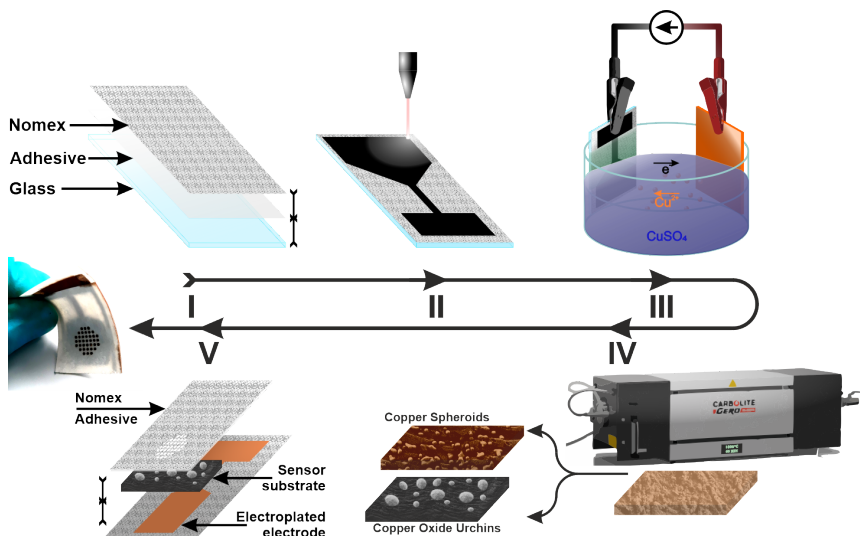 Nomex
Adhesive
Glass
e
Cu²⁺
CuSO₄
I
II
III
V
IV
Nomex
Adhesive
Sensor
substrate
Electroplated
electrode
Copper Spheroids
Copper Oxide Urchins
CARBOLITE
GERO